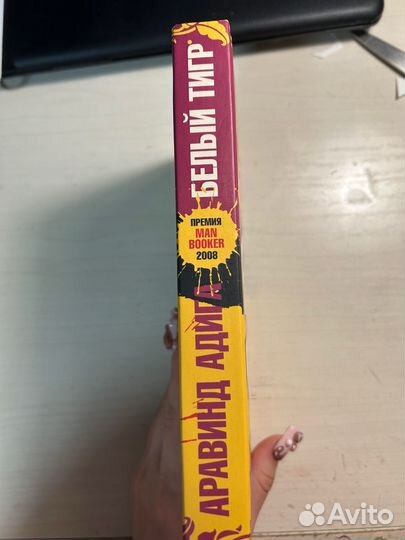 БЕЛЫЙ ТИГР
ПРЕМИЯ
MAN
BOOKER
2008
АРАВИНД АДИГА
Avito